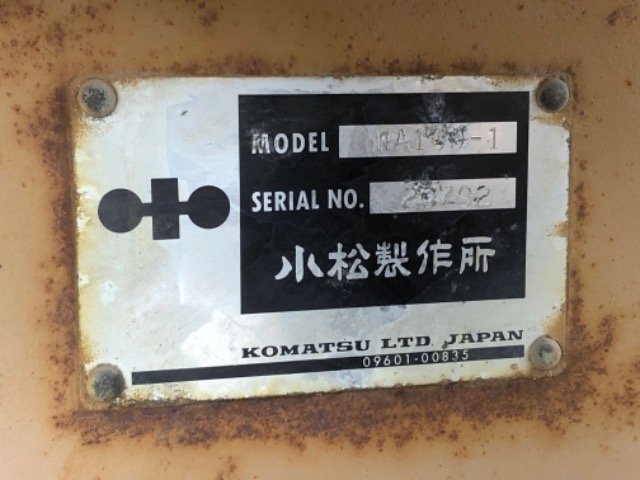 MODEL
SERIAL NO.
小松製作所
KOMATSU LTD JAPAN
09601-00835